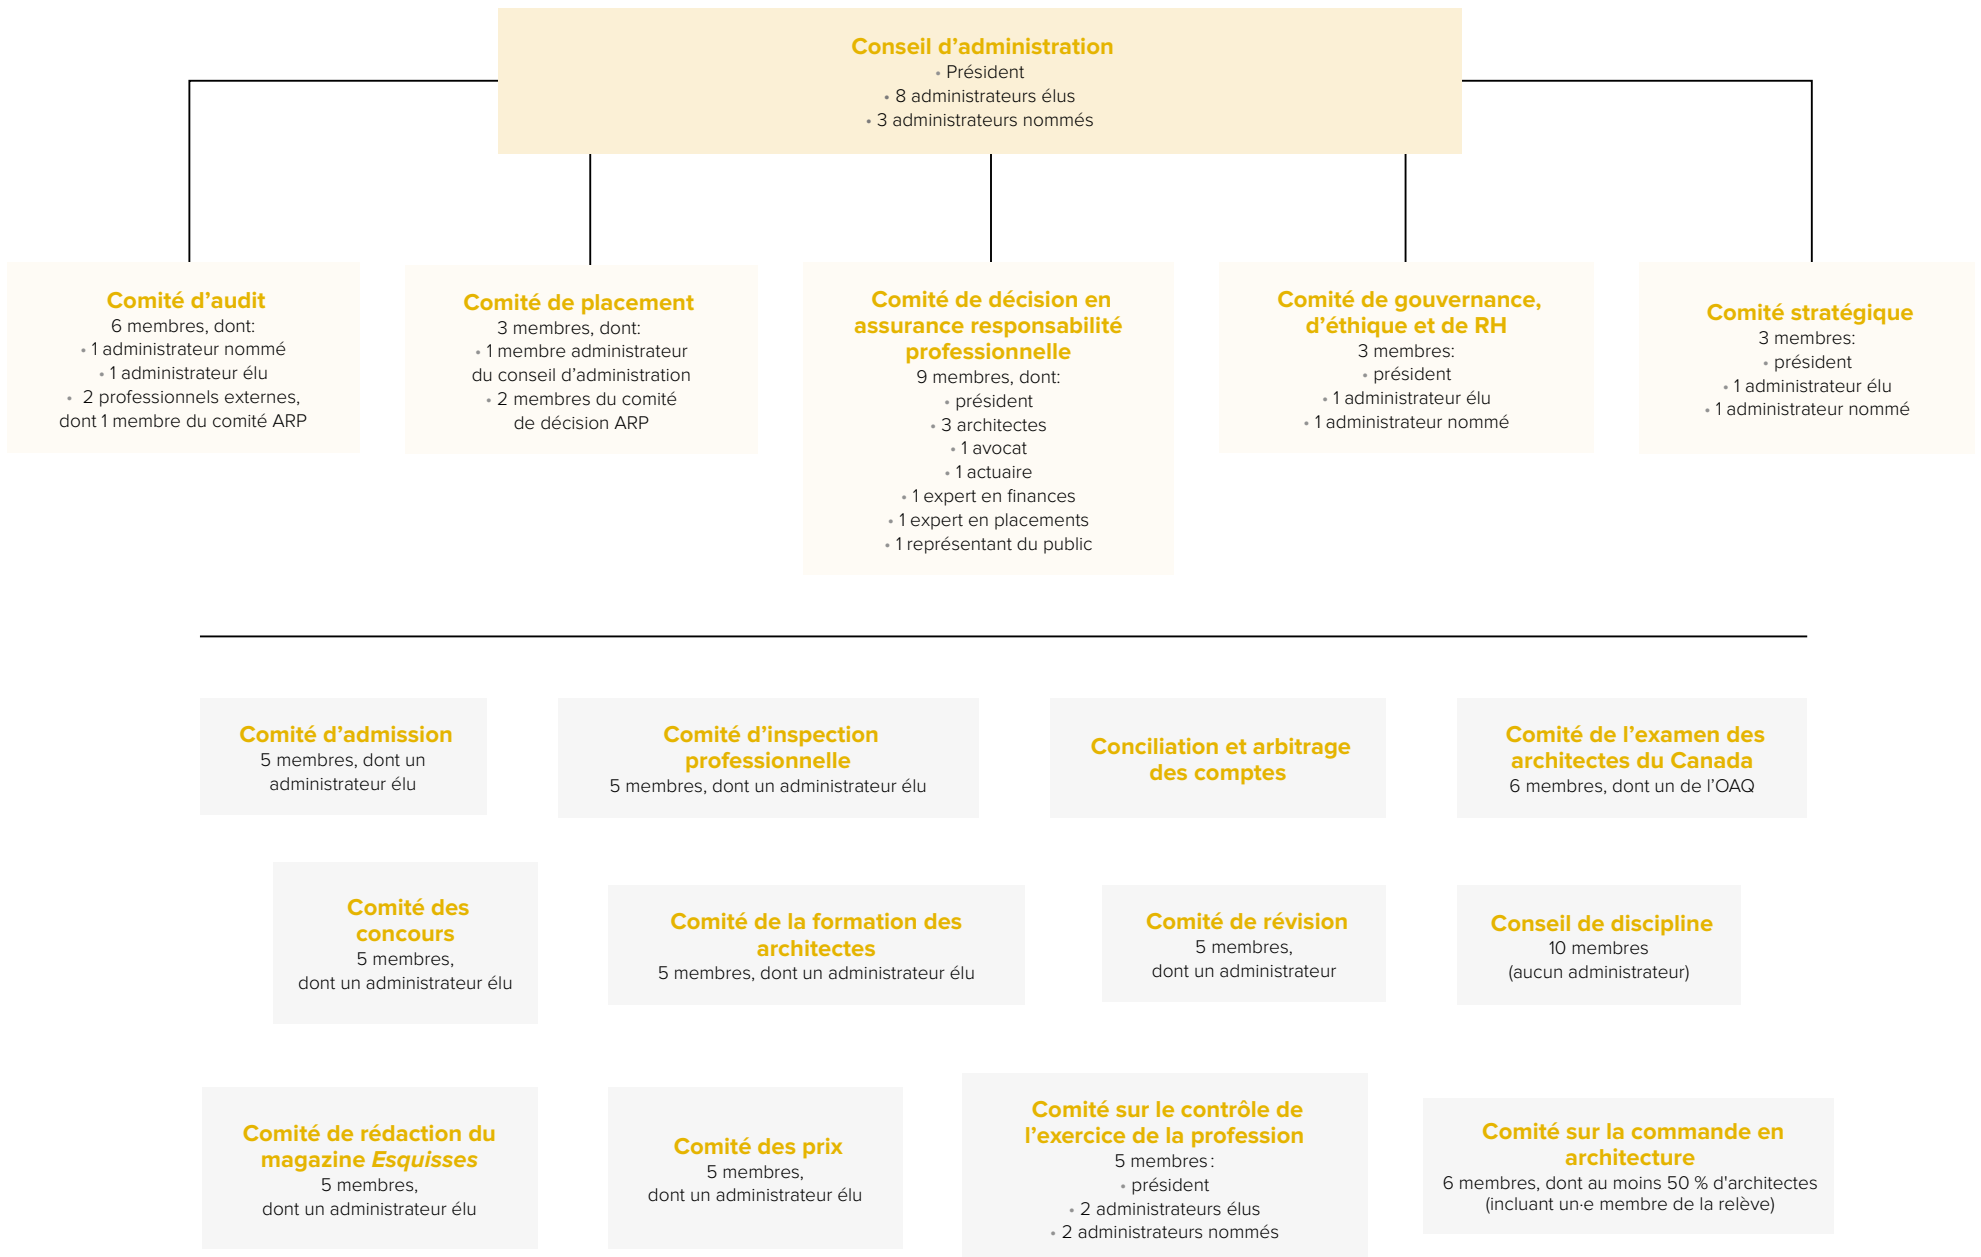 Conseil d'administration
• Président
• 8 administrateurs élus
• 3 administrateurs nommés
Comité d’audit
6 membres, dont:
• 1 administrateur nommé
• 1 administrateur élu
• 2 professionnels externes,
dont 1 membre du comité ARP
Comité de placement
3 membres, dont:
• 1 membre administrateur
du conseil d’administration
• 2 membres du comité
de décision ARP
Comité de décision en
assurance responsabilité
professionnelle
9 membres, dont:
• président
• 3 architectes
• 1 avocat
• 1 actuaire
• 1 expert en finances
• 1 expert en placements
• 1 représentant du public
Comité de gouvernance,
d’éthique et de RH
3 membres:
• président
• 1 administrateur élu
• 1 administrateur nommé
Comité stratégique
3 membres:
• président
• 1 administrateur élu
• 1 administrateur nommé
Comité d’admission
5 membres, dont un
administrateur élu
Comité d’inspection
professionnelle
5 membres, dont un administrateur élu
Conciliation et arbitrage
des comptes
Comité de l’examen des
architectes du Canada
6 membres, dont un de l’OAQ
Comité des
concours
5 membres,
dont un administrateur élu
Comité de la formation des
architectes
5 membres, dont un administrateur élu
Comité de révision
5 membres,
dont un administrateur
Conseil de discipline
10 membres
(aucun administrateur)
Comité de rédaction du
magazine Esquisses
5 membres,
dont un administrateur élu
Comité des prix
5 membres,
dont un administrateur élu
Comité sur le contrôle de
l’exercice de la profession
5 membres :
• président
• 2 administrateurs élus
• 2 administrateurs nommés
Comité sur la commande en
architecture
6 membres, dont au moins 50 % d'architectes
(incluant un·e membre de la relève)